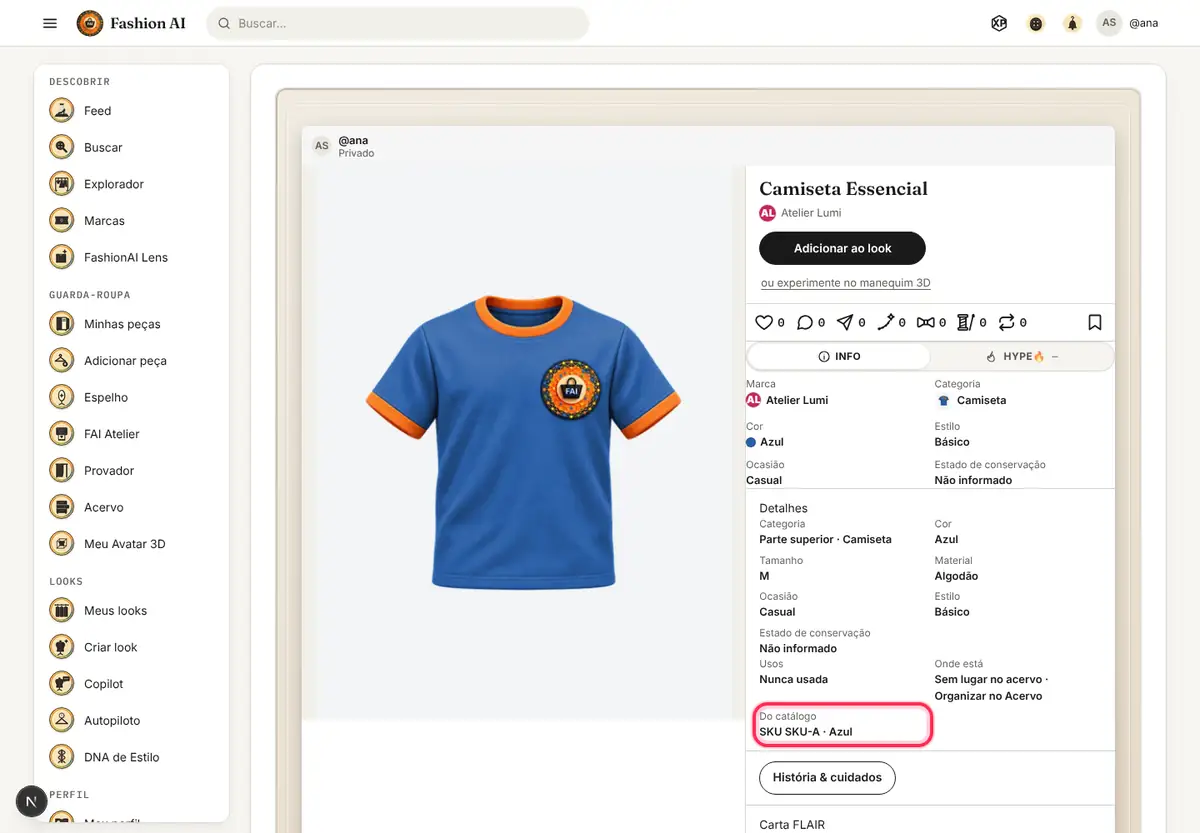 Fashion AI
Buscar...
XP
AS
@ana
DESCOBRIR
Feed
Buscar
Explorador
Marcas
FashionAI Lens
GUARDA-ROUPA
Minhas peças
Adicionar peça
Espelho
FAI Atelier
Provador
Acervo
Meu Avatar 3D
LOOKS
Meus looks
Criar look
Copilot
Autopiloto
DNA de Estilo
PERFIL
N
AS
@ana
Privado
FAI
Camiseta Essencial
AL Atelier Lumi
Adicionar ao look
ou experimente no manequim 3D
0 0 0 0 0 0 0
INFO
HYPE🔥 –
Marca
AL Atelier Lumi
Categoria
Camiseta
Cor
Azul
Estilo
Básico
Ocasião
Casual
Estado de conservação
Não informado
Detalhes
Categoria
Parte superior · Camiseta
Cor
Azul
Tamanho
M
Material
Algodão
Ocasião
Casual
Estilo
Básico
Estado de conservação
Não informado
Usos
Nunca usada
Onde está
Sem lugar no acervo ·
Organizar no Acervo
Do catálogo
SKU SKU-A · Azul
História & cuidados
Carta FLAIR